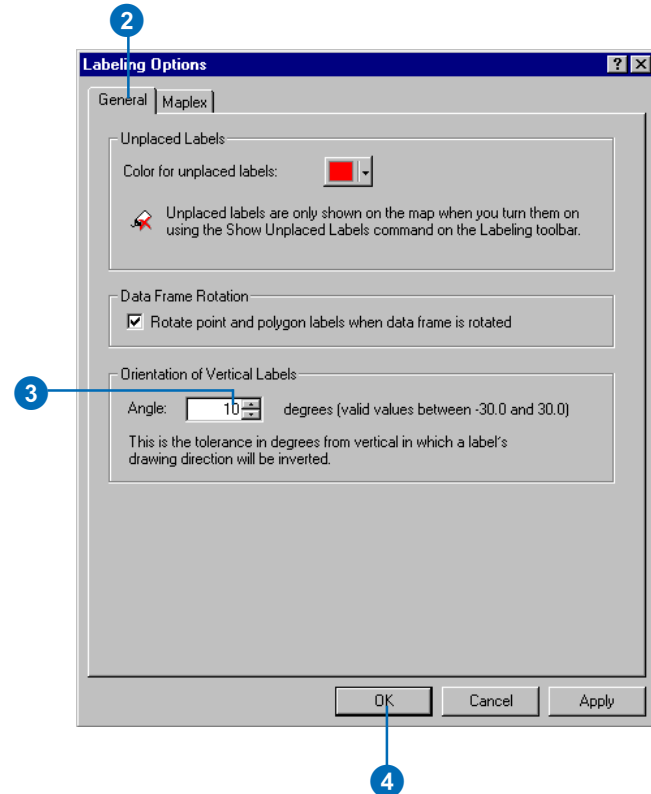 2
Labeling Options
General
Maplex
Unplaced Labels
Color for unplaced labels:
Unplaced labels are only shown on the map when you turn them on
using the Show Unplaced Labels command on the Labeling toolbar.
Data Frame Rotation
Rotate point and polygon labels when data frame is rotated
Orientation of Vertical Labels
3
Angle: 10 degrees (valid values between -30.0 and 30.0)
This is the tolerance in degrees from vertical in which a label's
drawing direction will be inverted.
OK Cancel Apply
4